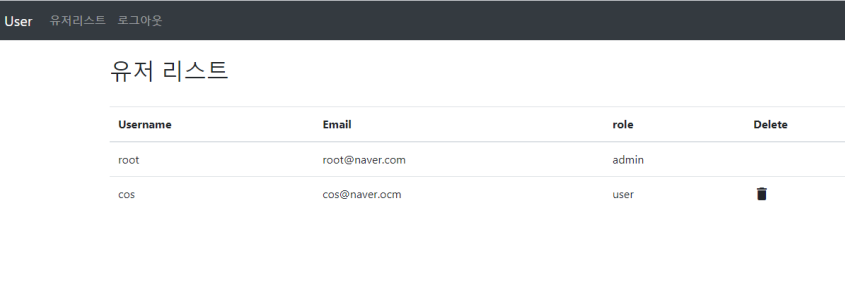 User 유저리스트 로그아웃
유저 리스트
Username Email role Delete
root root@naver.com admin
cos cos@naver.ocm user